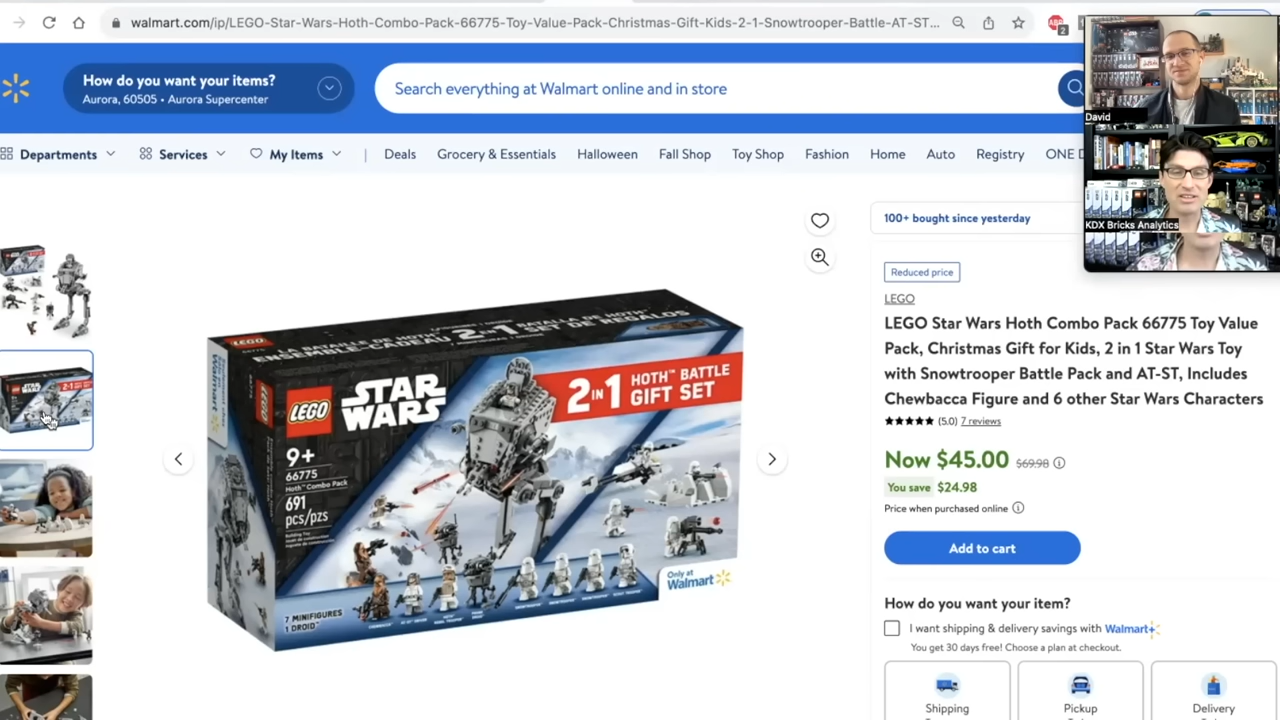 walmart.com/ip/LEGO-Star-Wars-Hoth-Combo-Pack-66775-Toy-Value-Pack-Christmas-Gift-Kids-2-1-Snowtrooper-Battle-AT-ST...
2
How do you want your items?
Aurora, 60505 • Aurora Supercenter
Search everything at Walmart online and in store
David
KDX Bricks Analytics
Departments
Services
My Items
Deals
Grocery & Essentials
Halloween
Fall Shop
Toy Shop
Fashion
Home
Auto
Registry
ONE D
100+ bought since yesterday
Reduced price
LEGO
LEGO Star Wars Hoth Combo Pack 66775 Toy Value
Pack, Christmas Gift for Kids, 2 in 1 Star Wars Toy
with Snowtrooper Battle Pack and AT-ST, Includes
Chewbacca Figure and 6 other Star Wars Characters
(5.0) 7 reviews
Now $45.00 $69.98
You save $24.98
Price when purchased online
Add to cart
How do you want your item?
I want shipping & delivery savings with Walmart+
You get 30 days free! Choose a plan at checkout.
Shipping
Pickup
Delivery
LEGO
STAR
WARS
2 IN 1 HOTH™ BATTLE
GIFT SET
9+
66775
Hoth™ Combo Pack
691
pcs/pzs
7 MINIFIGURES
1 DROID
Only at
Walmart